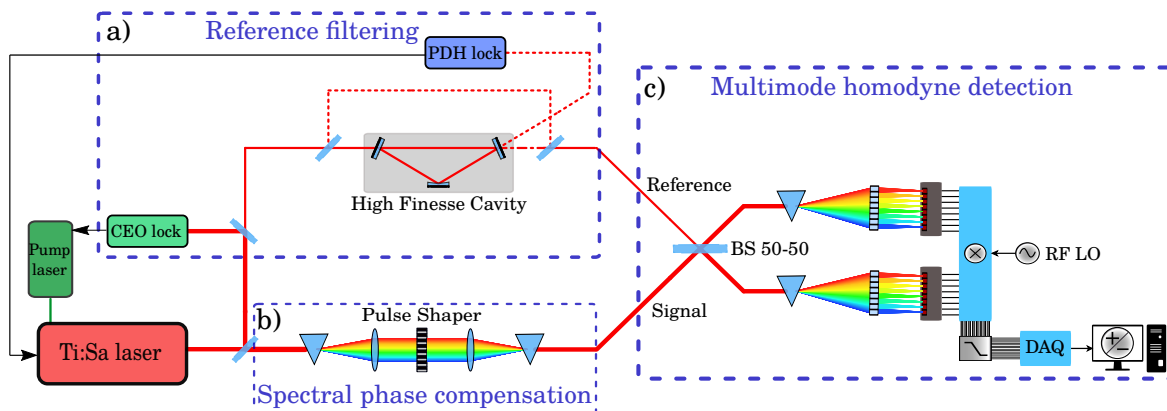 a)
Reference filtering
PDH lock
High Finesse Cavity
CEO lock
Pump
laser
Ti:Sa laser
b)
Pulse Shaper
Spectral phase compensation
c)
Multimode homodyne detection
Reference
BS 50-50
Signal
RF LO
DAQ